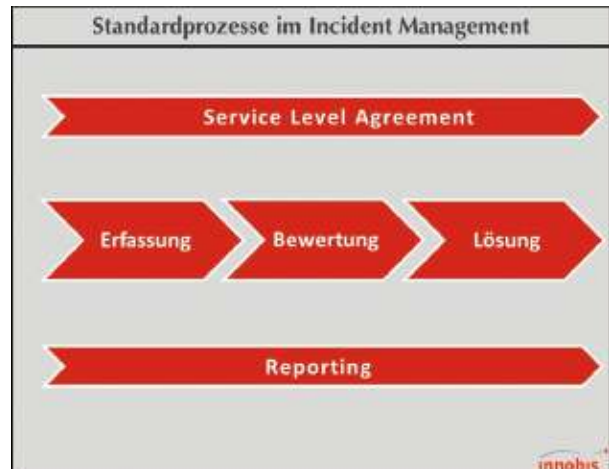 Standardprozesse im Incident Management
Service Level Agreement
Erfassung
Bewertung
Lösung
Reporting
innobis